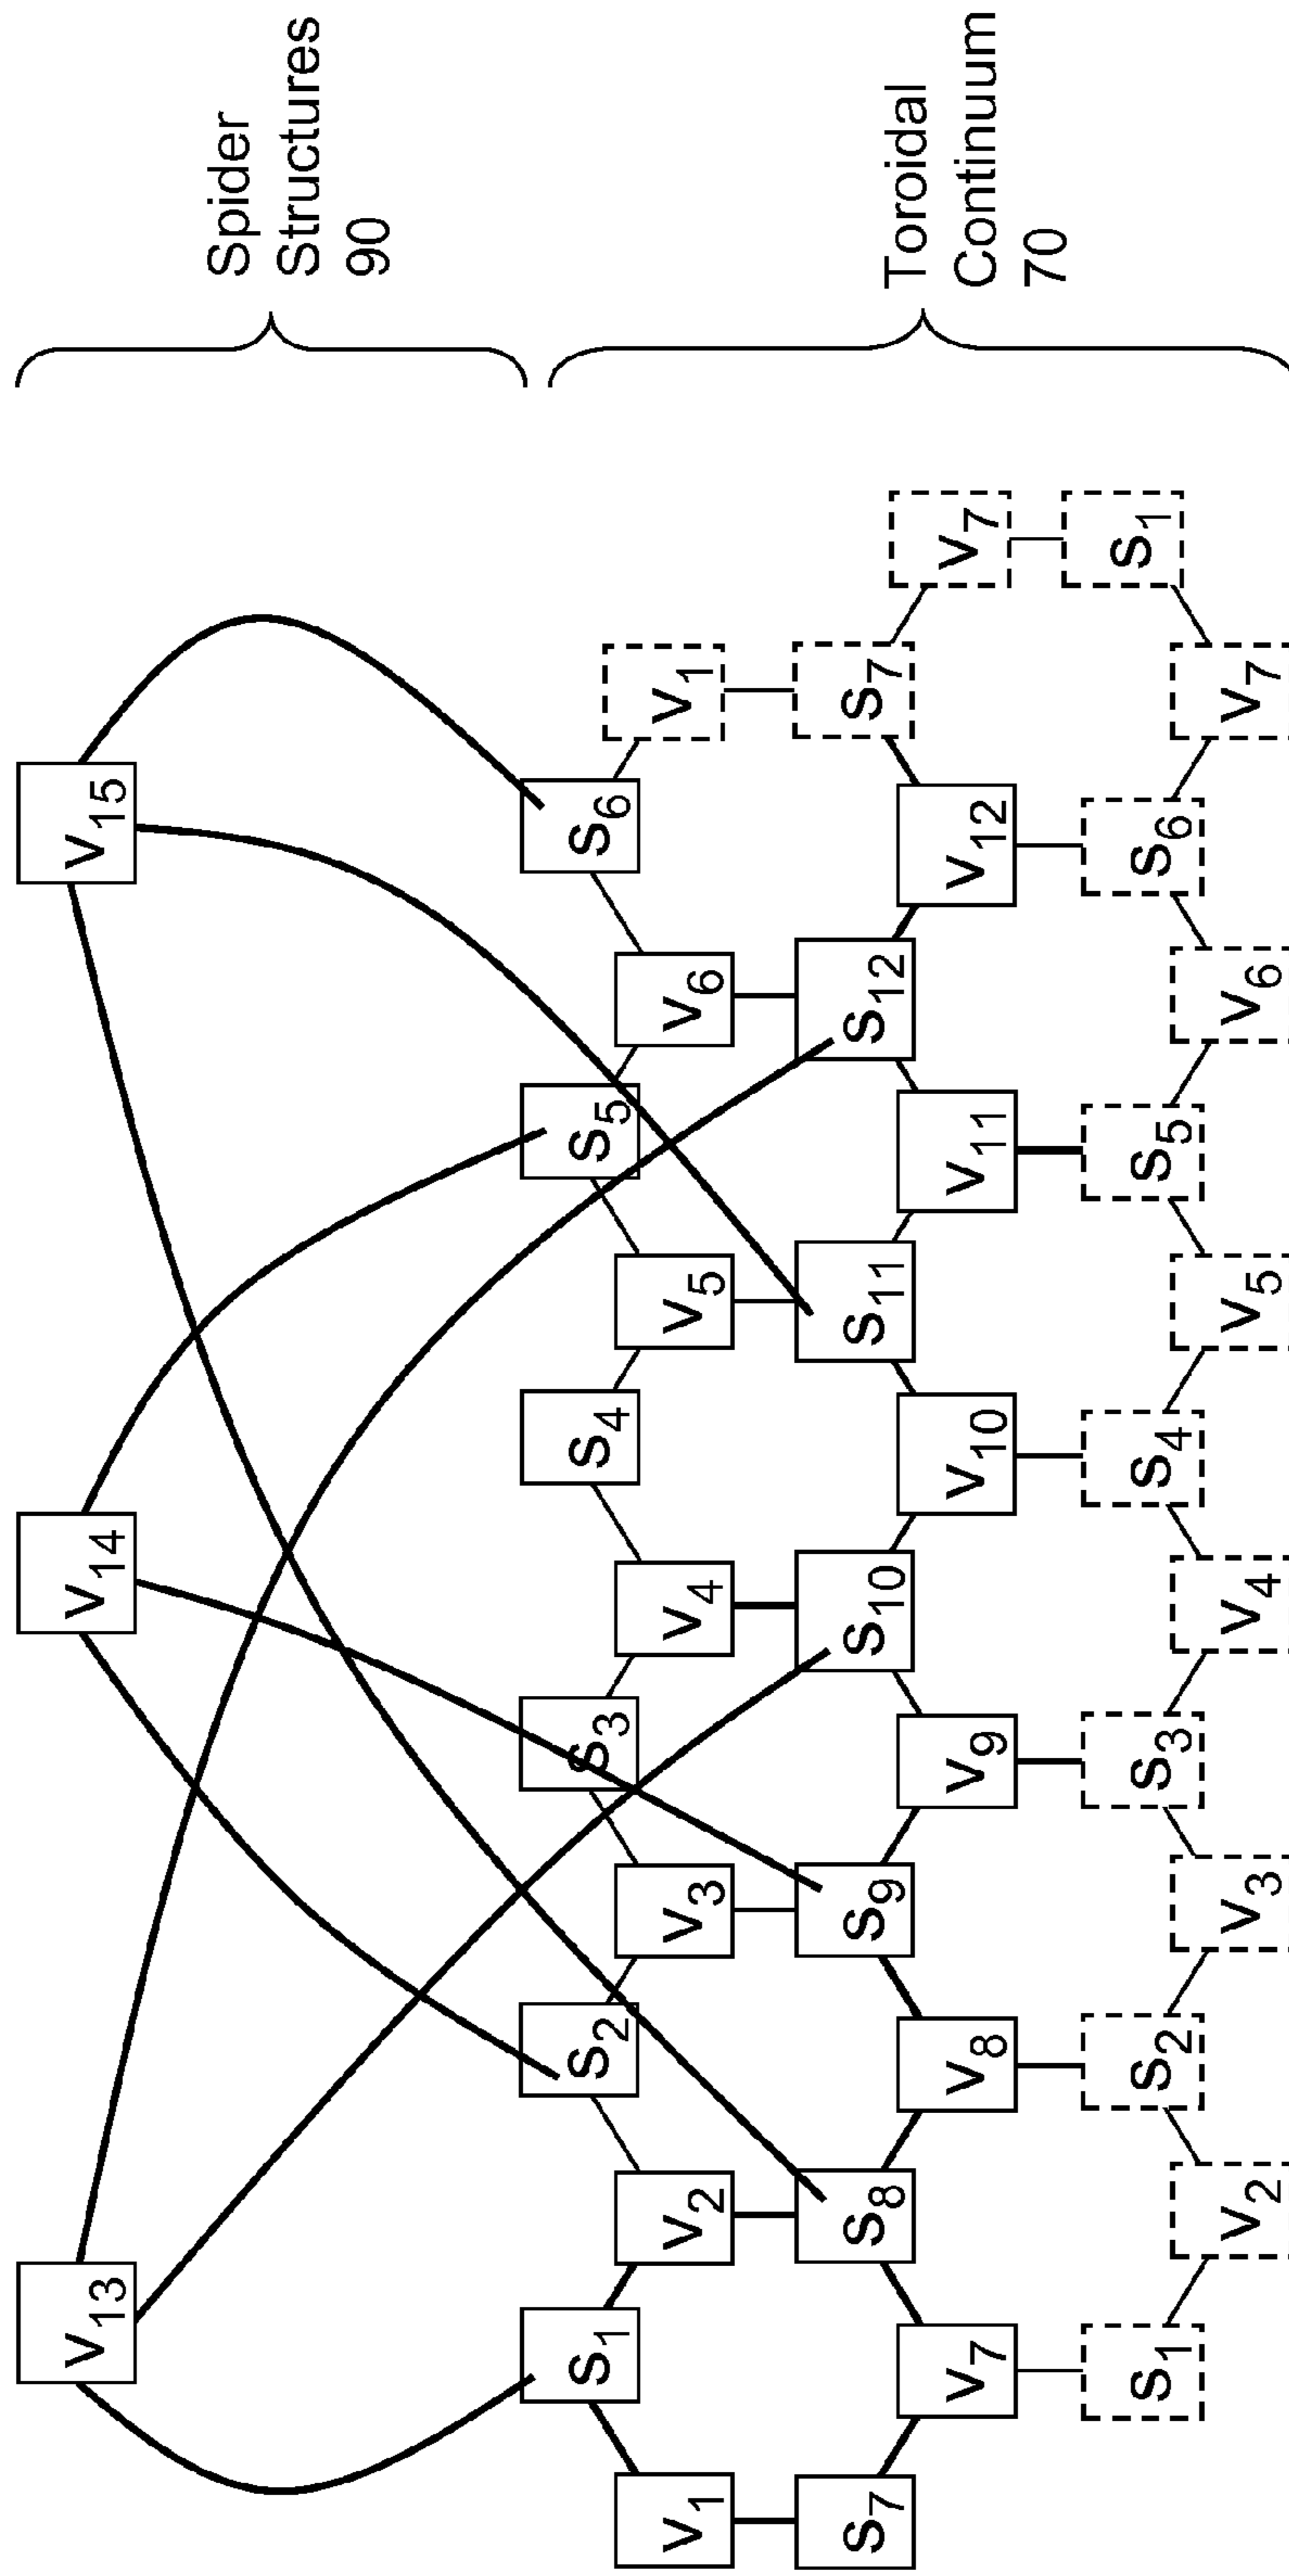 v13 v14 v15
Spider
Structures
90
s1 s2 s3 s4 s5 s6
v1 v2 v3 v4 v5 v6 v1
s7 s8 s9 s10 s11 s12 s7
v7 v8 v9 v10 v11 v12 v7
s1 s2 s3 s4 s5 s6 s1
v2 v3 v4 v5 v6 v7
Toroidal
Continuum
70